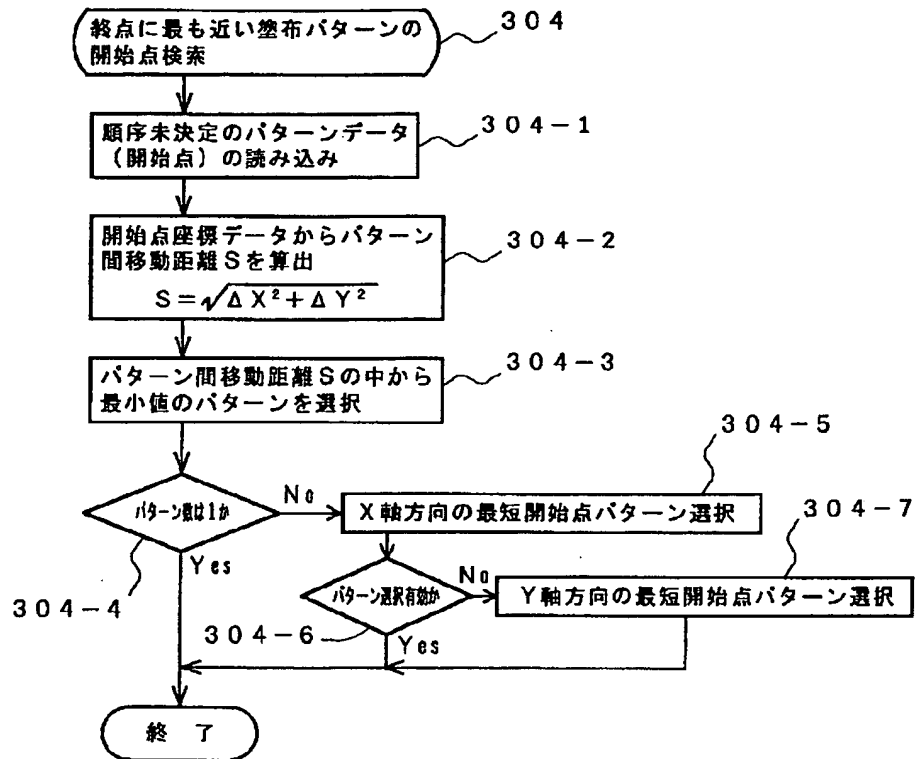 終点に最も近い塗布パターンの
開始点検索
304
順序未決定のパターンデータ
(開始点)の読み込み
304-1
開始点座標データからパターン
間移動距離Sを算出
S=√ΔX²+ΔY²
304-2
パターン間移動距離Sの中から
最小値のパターンを選択
304-3
パターン数は1か
No
Yes
304-4
X軸方向の最短開始点パターン選択
304-5
パターン選択有効か
No
Yes
304-6
Y軸方向の最短開始点パターン選択
304-7
終了